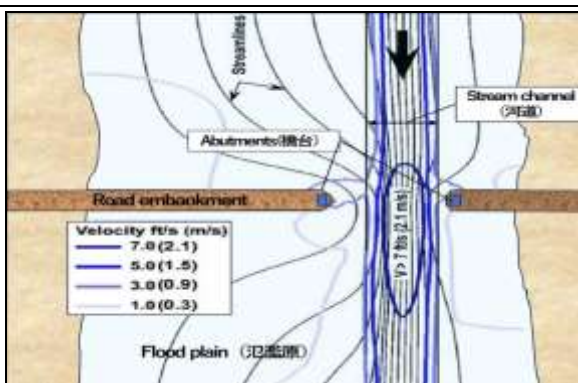 Streamlines
Stream channel
(河道)
Abutments(橋台)
Road embankment
V > 7 ft/s (2.1 m/s)
Velocity ft/s (m/s)
7.0(2.1)
5.0(1.5)
3.0(0.9)
1.0(0.3)
Flood plain (氾濫原)